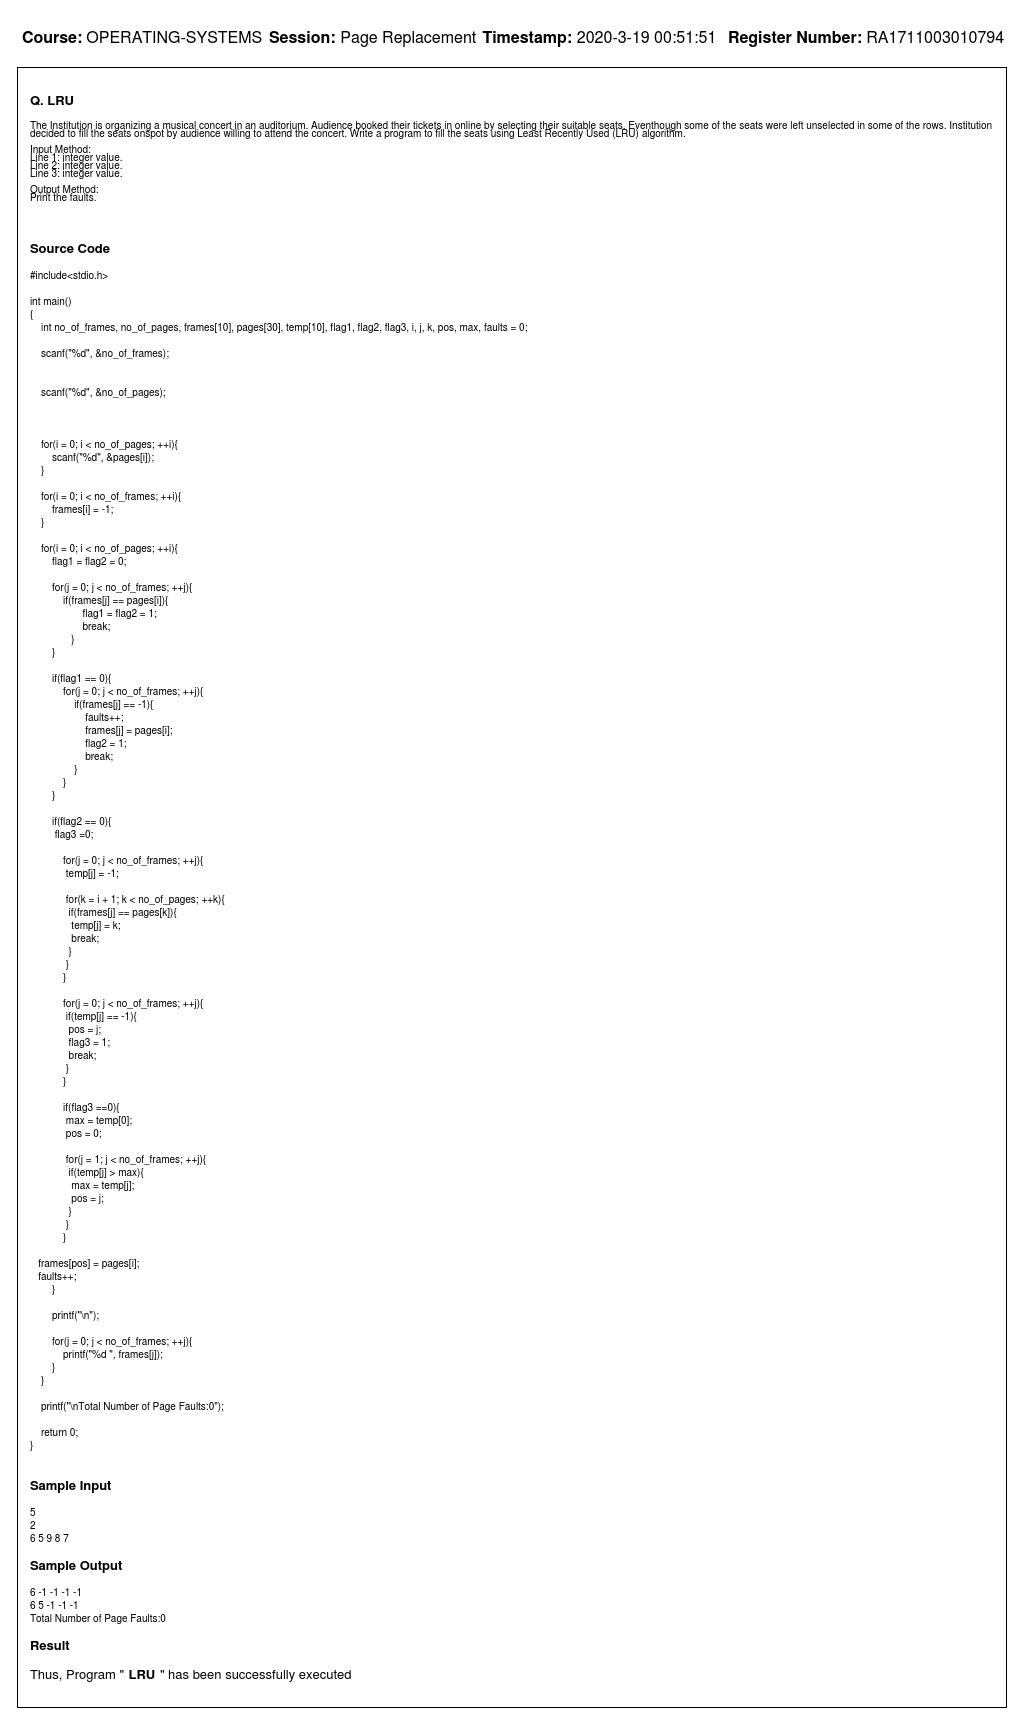 Course: OPERATING-SYSTEMS Session: Page Replacement Timestamp: 2020-3-19 00:51:51 Register Number: RA1711003010794
Q. LRU
The Institution is organizing a musical concert in an auditorium. Audience booked their tickets in online by selecting their suitable seats. Eventhough some of the seats were left unselected in some of the rows. Institution
decided to fill the seats onspot by audience willing to attend the concert. Write a program to fill the seats using Least Recently Used (LRU) algorithm.
Input Method:
Line 1: integer value.
Line 2: integer value.
Line 3: integer value.
Output Method:
Print the faults.
Source Code
#include<stdio.h>
int main()
{
int no_of_frames, no_of_pages, frames[10], pages[30], temp[10], flag1, flag2, flag3, i, j, k, pos, max, faults = 0;
scanf("%d", &no_of_frames);
scanf("%d", &no_of_pages);
for(i = 0; i < no_of_pages; ++i){
scanf("%d", &pages[i]);
}
for(i = 0; i < no_of_frames; ++i){
frames[i] = -1;
}
for(i = 0; i < no_of_pages; ++i){
flag1 = flag2 = 0;
for(j = 0; j < no_of_frames; ++j){
if(frames[j] == pages[i]){
flag1 = flag2 = 1;
break;
}
}
if(flag1 == 0){
for(j = 0; j < no_of_frames; ++j){
if(frames[j] == -1){
faults++;
frames[j] = pages[i];
flag2 = 1;
break;
}
}
}
if(flag2 == 0){
flag3 =0;
for(j = 0; j < no_of_frames; ++j){
temp[j] = -1;
for(k = i + 1; k < no_of_pages; ++k){
if(frames[j] == pages[k]){
temp[j] = k;
break;
}
}
}
for(j = 0; j < no_of_frames; ++j){
if(temp[j] == -1){
pos = j;
flag3 = 1;
break;
}
}
if(flag3 ==0){
max = temp[0];
pos = 0;
for(j = 1; j < no_of_frames; ++j){
if(temp[j] > max){
max = temp[j];
pos = j;
}
}
}
frames[pos] = pages[i];
faults++;
}
printf("\n");
for(j = 0; j < no_of_frames; ++j){
printf("%d ", frames[j]);
}
}
printf("\nTotal Number of Page Faults:0");
return 0;
}
Sample Input
5
2
6 5 9 8 7
Sample Output
6 -1 -1 -1 -1
6 5 -1 -1 -1
Total Number of Page Faults:0
Result
Thus, Program " LRU " has been successfully executed